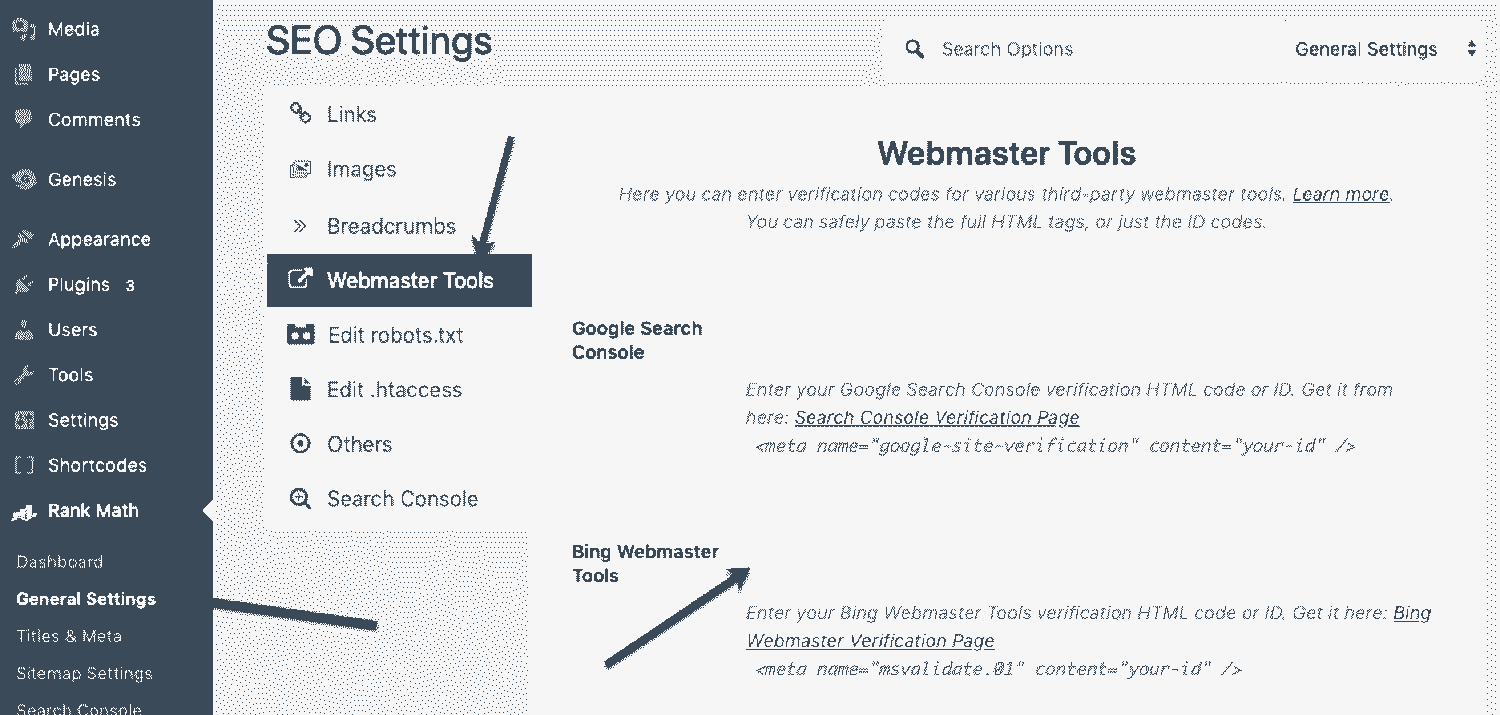 Media
Pages
Comments
Genesis
Appearance
Plugins 3
Users
Tools
Settings
Shortcodes
Rank Math
Dashboard
General Settings
Titles & Meta
Sitemap Settings
Search Console
SEO Settings
Search Options
General Settings
Links
Images
Breadcrumbs
Webmaster Tools
Edit robots.txt
Edit .htaccess
Others
Search Console
Webmaster Tools
Here you can enter verification codes for various third-party webmaster tools. Learn more.
You can safely paste the full HTML tags, or just the ID codes.
Google Search
Console
Enter your Google Search Console verification HTML code or ID. Get it from
here: Search Console Verification Page
<meta name="google-site-verification" content="your-id" />
Bing Webmaster
Tools
Enter your Bing Webmaster Tools verification HTML code or ID. Get it here: Bing
Webmaster Verification Page
<meta name="msvalidate.01" content="your-id" />